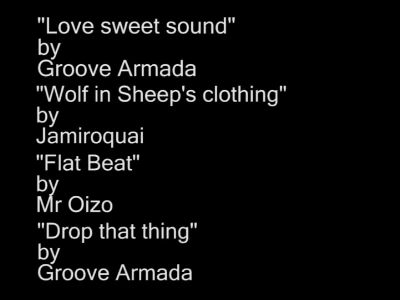 "Love sweet sound"
by
Groove Armada
"Wolf in Sheep's clothing"
by
Jamiroquai
"Flat Beat"
by
Mr Oizo
"Drop that thing"
by
Groove Armada